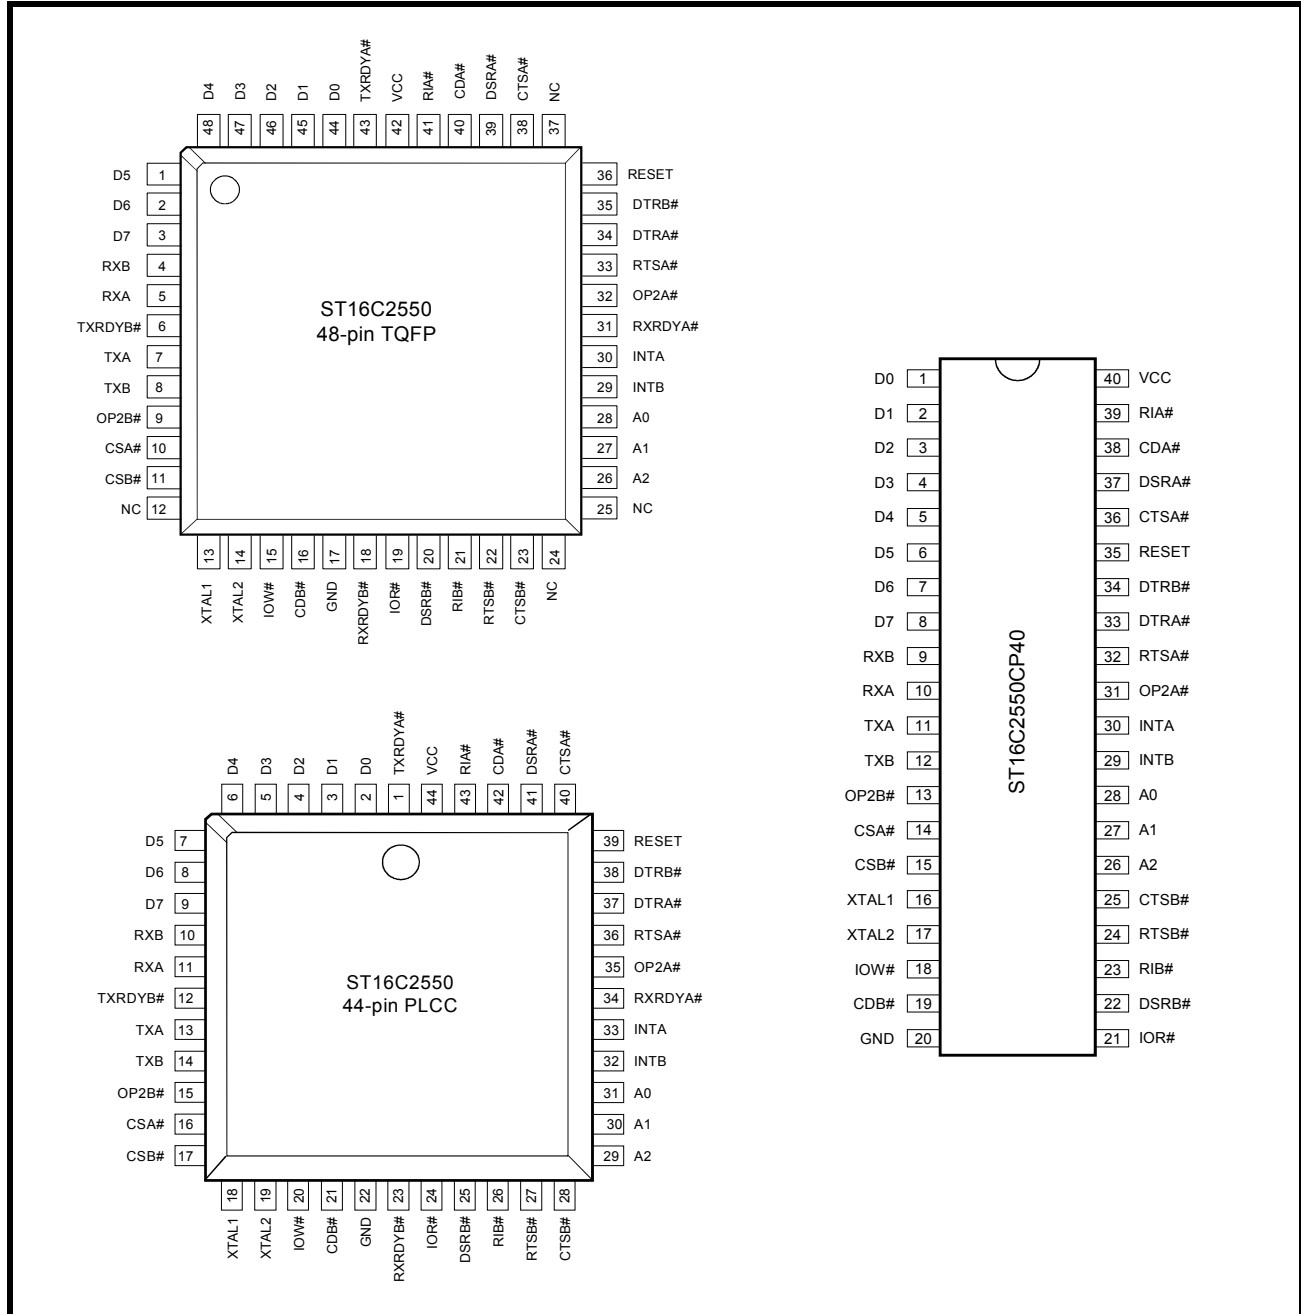 D4 D3 D2 D1 D0 TXRDYA# VCC RIA# CDA# DSRA# CTSA# NC
48 47 46 45 44 43 42 41 40 39 38 37
D5 1 36 RESET
D6 2 35 DTRB#
D7 3 34 DTRA#
RXB 4 33 RTSA#
RXA 5 32 OP2A#
TXRDYB# 6 31 RXRDYA#
TXA 7 30 INTA
TXB 8 29 INTB
OP2B# 9 28 A0
CSA# 10 27 A1
CSB# 11 26 A2
NC 12 25 NC
ST16C2550
48-pin TQFP
13 14 15 16 17 18 19 20 21 22 23 24
XTAL1 XTAL2 IOW# CDB# GND RXRDYB# IOR# DSRB# RIB# RTSB# CTSB# NC
D4 D3 D2 D1 D0 TXRDYA# VCC RIA# CDA# DSRA# CTSA#
6 5 4 3 2 1 44 43 42 41 40
D5 7 39 RESET
D6 8 38 DTRB#
D7 9 37 DTRA#
RXB 10 36 RTSA#
RXA 11 35 OP2A#
TXRDYB# 12 34 RXRDYA#
TXA 13 33 INTA
TXB 14 32 INTB
OP2B# 15 31 A0
CSA# 16 30 A1
CSB# 17 29 A2
ST16C2550
44-pin PLCC
18 19 20 21 22 23 24 25 26 27 28
XTAL1 XTAL2 IOW# CDB# GND RXRDYB# IOR# DSRB# RIB# RTSB# CTSB#
D0 1 40 VCC
D1 2 39 RIA#
D2 3 38 CDA#
D3 4 37 DSRA#
D4 5 36 CTSA#
D5 6 35 RESET
D6 7 34 DTRB#
D7 8 33 DTRA#
RXB 9 32 RTSA#
RXA 10 31 OP2A#
TXA 11 30 INTA
TXB 12 29 INTB
OP2B# 13 28 A0
CSA# 14 27 A1
CSB# 15 26 A2
XTAL1 16 25 CTSB#
XTAL2 17 24 RTSB#
IOW# 18 23 RIB#
CDB# 19 22 DSRB#
GND 20 21 IOR#
ST16C2550CP40